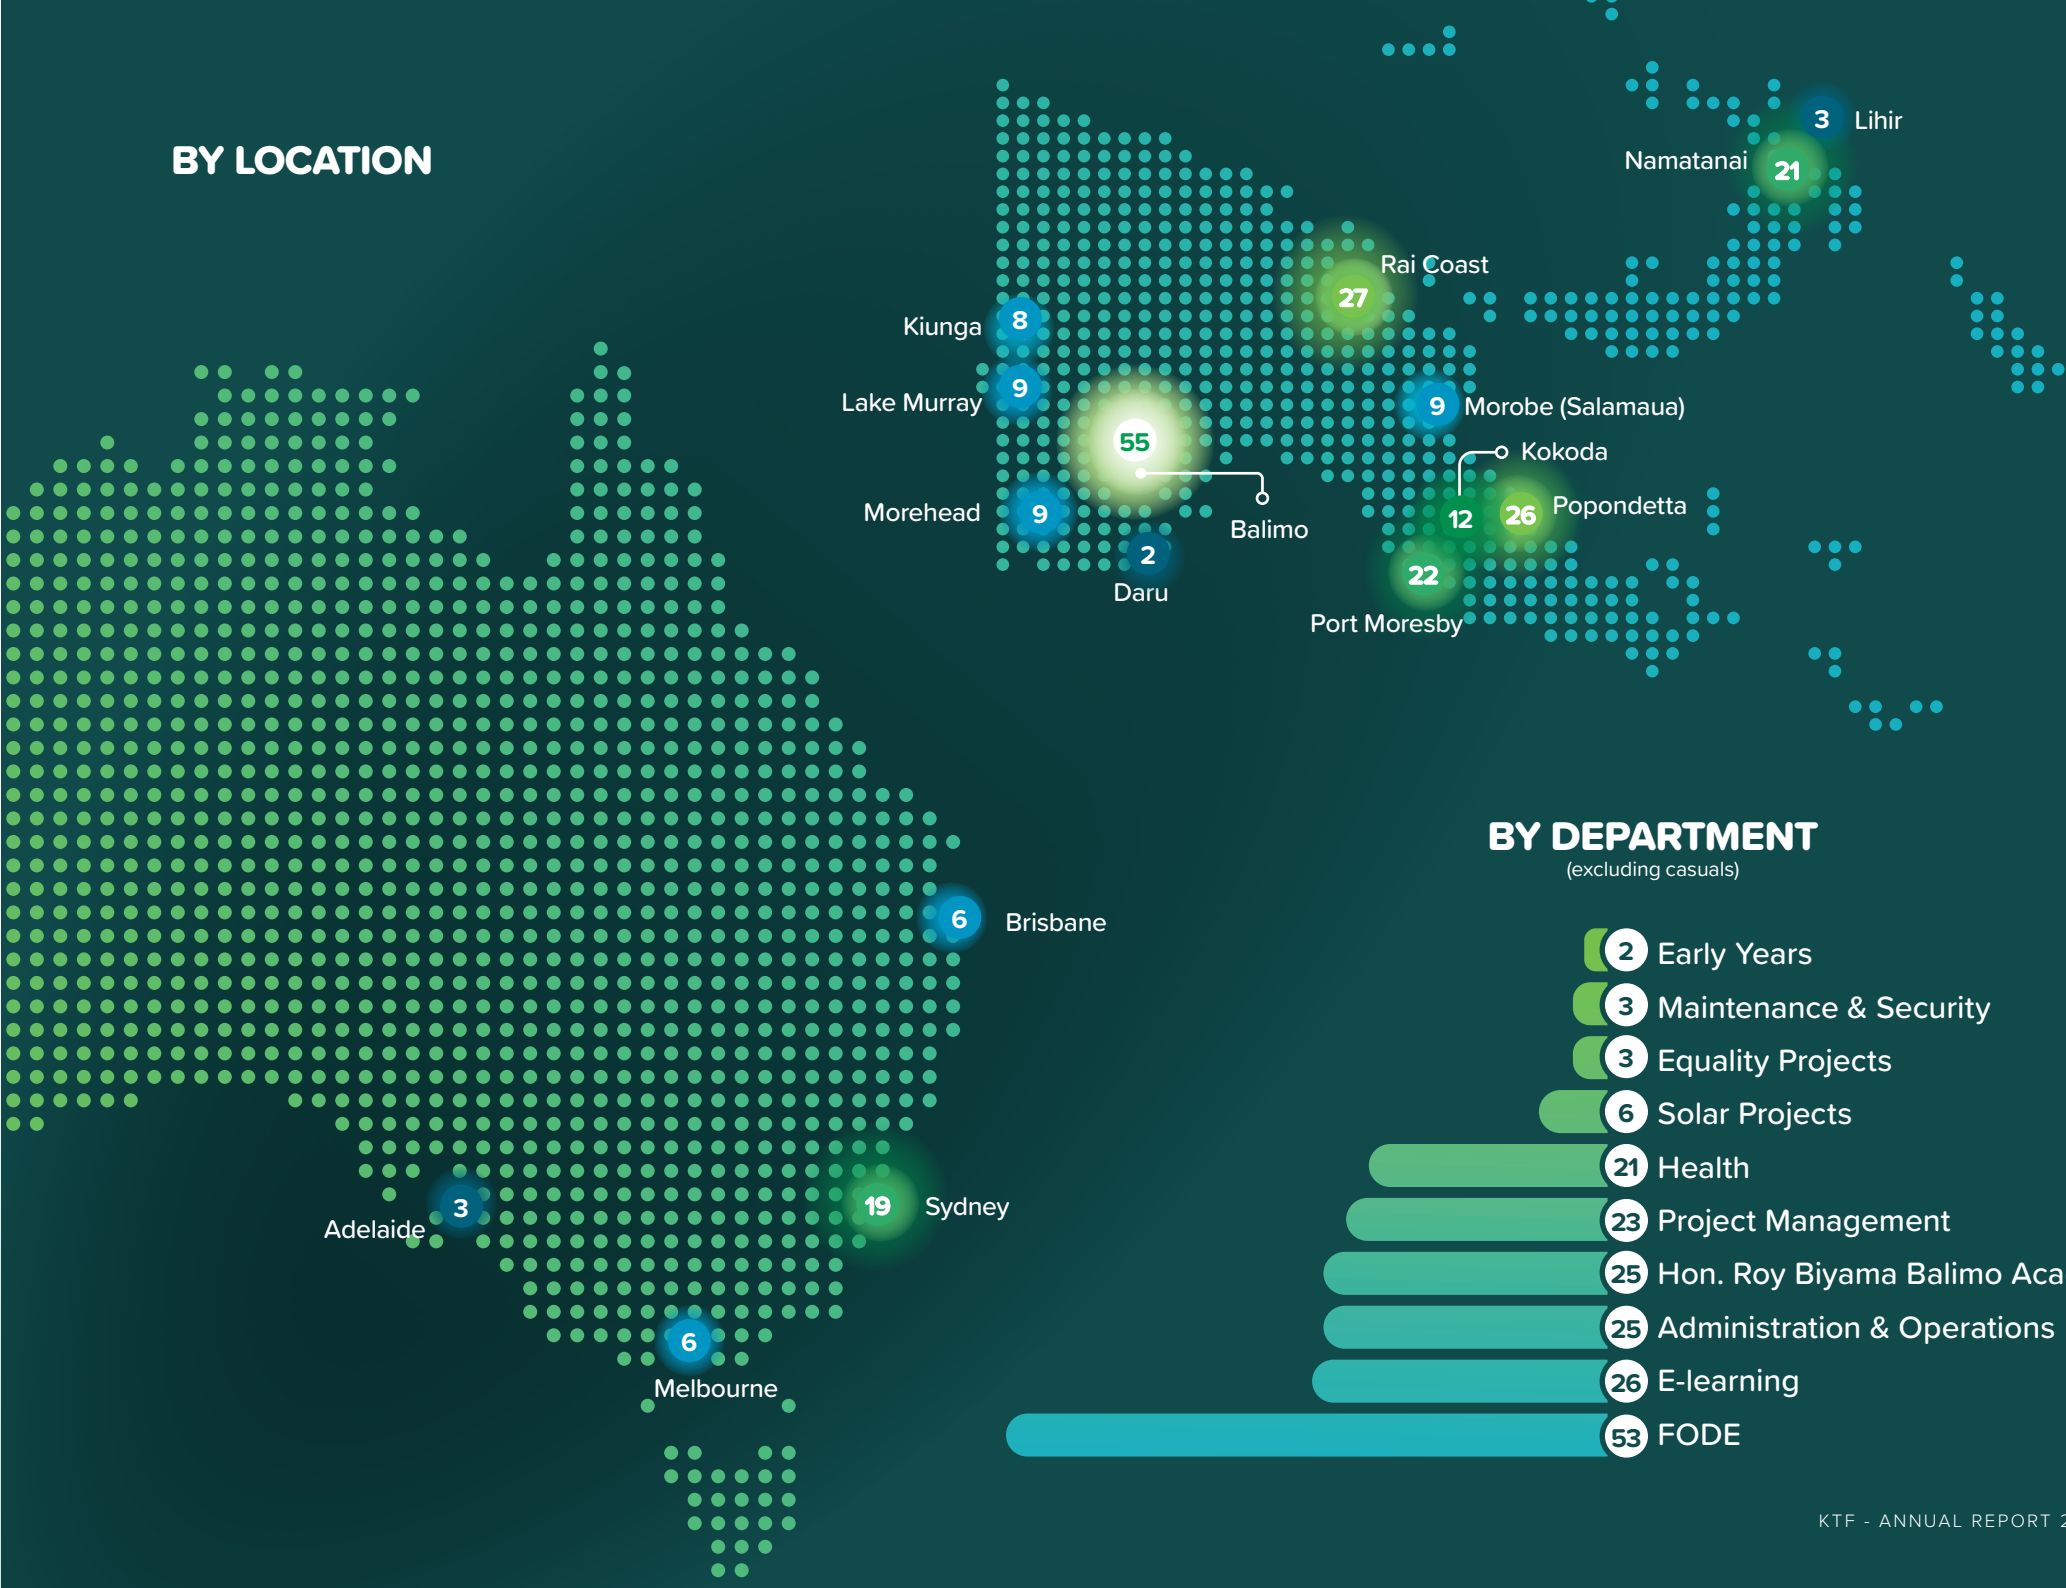 BY LOCATION
3 Lihir
Namatanai 21
Rai Coast
27
Kiunga 8
Lake Murray 9
55
Balimo
9 Morobe (Salamaua)
Kokoda
12
26 Popondetta
Morehead 9
2
Daru
22
Port Moresby
6 Brisbane
19 Sydney
3
Adelaide
6
Melbourne
BY DEPARTMENT
(excluding casuals)
2 Early Years
3 Maintenance & Security
3 Equality Projects
6 Solar Projects
21 Health
23 Project Management
25 Hon. Roy Biyama Balimo Aca
25 Administration & Operations
26 E-learning
53 FODE
KTF - ANNUAL REPORT 2